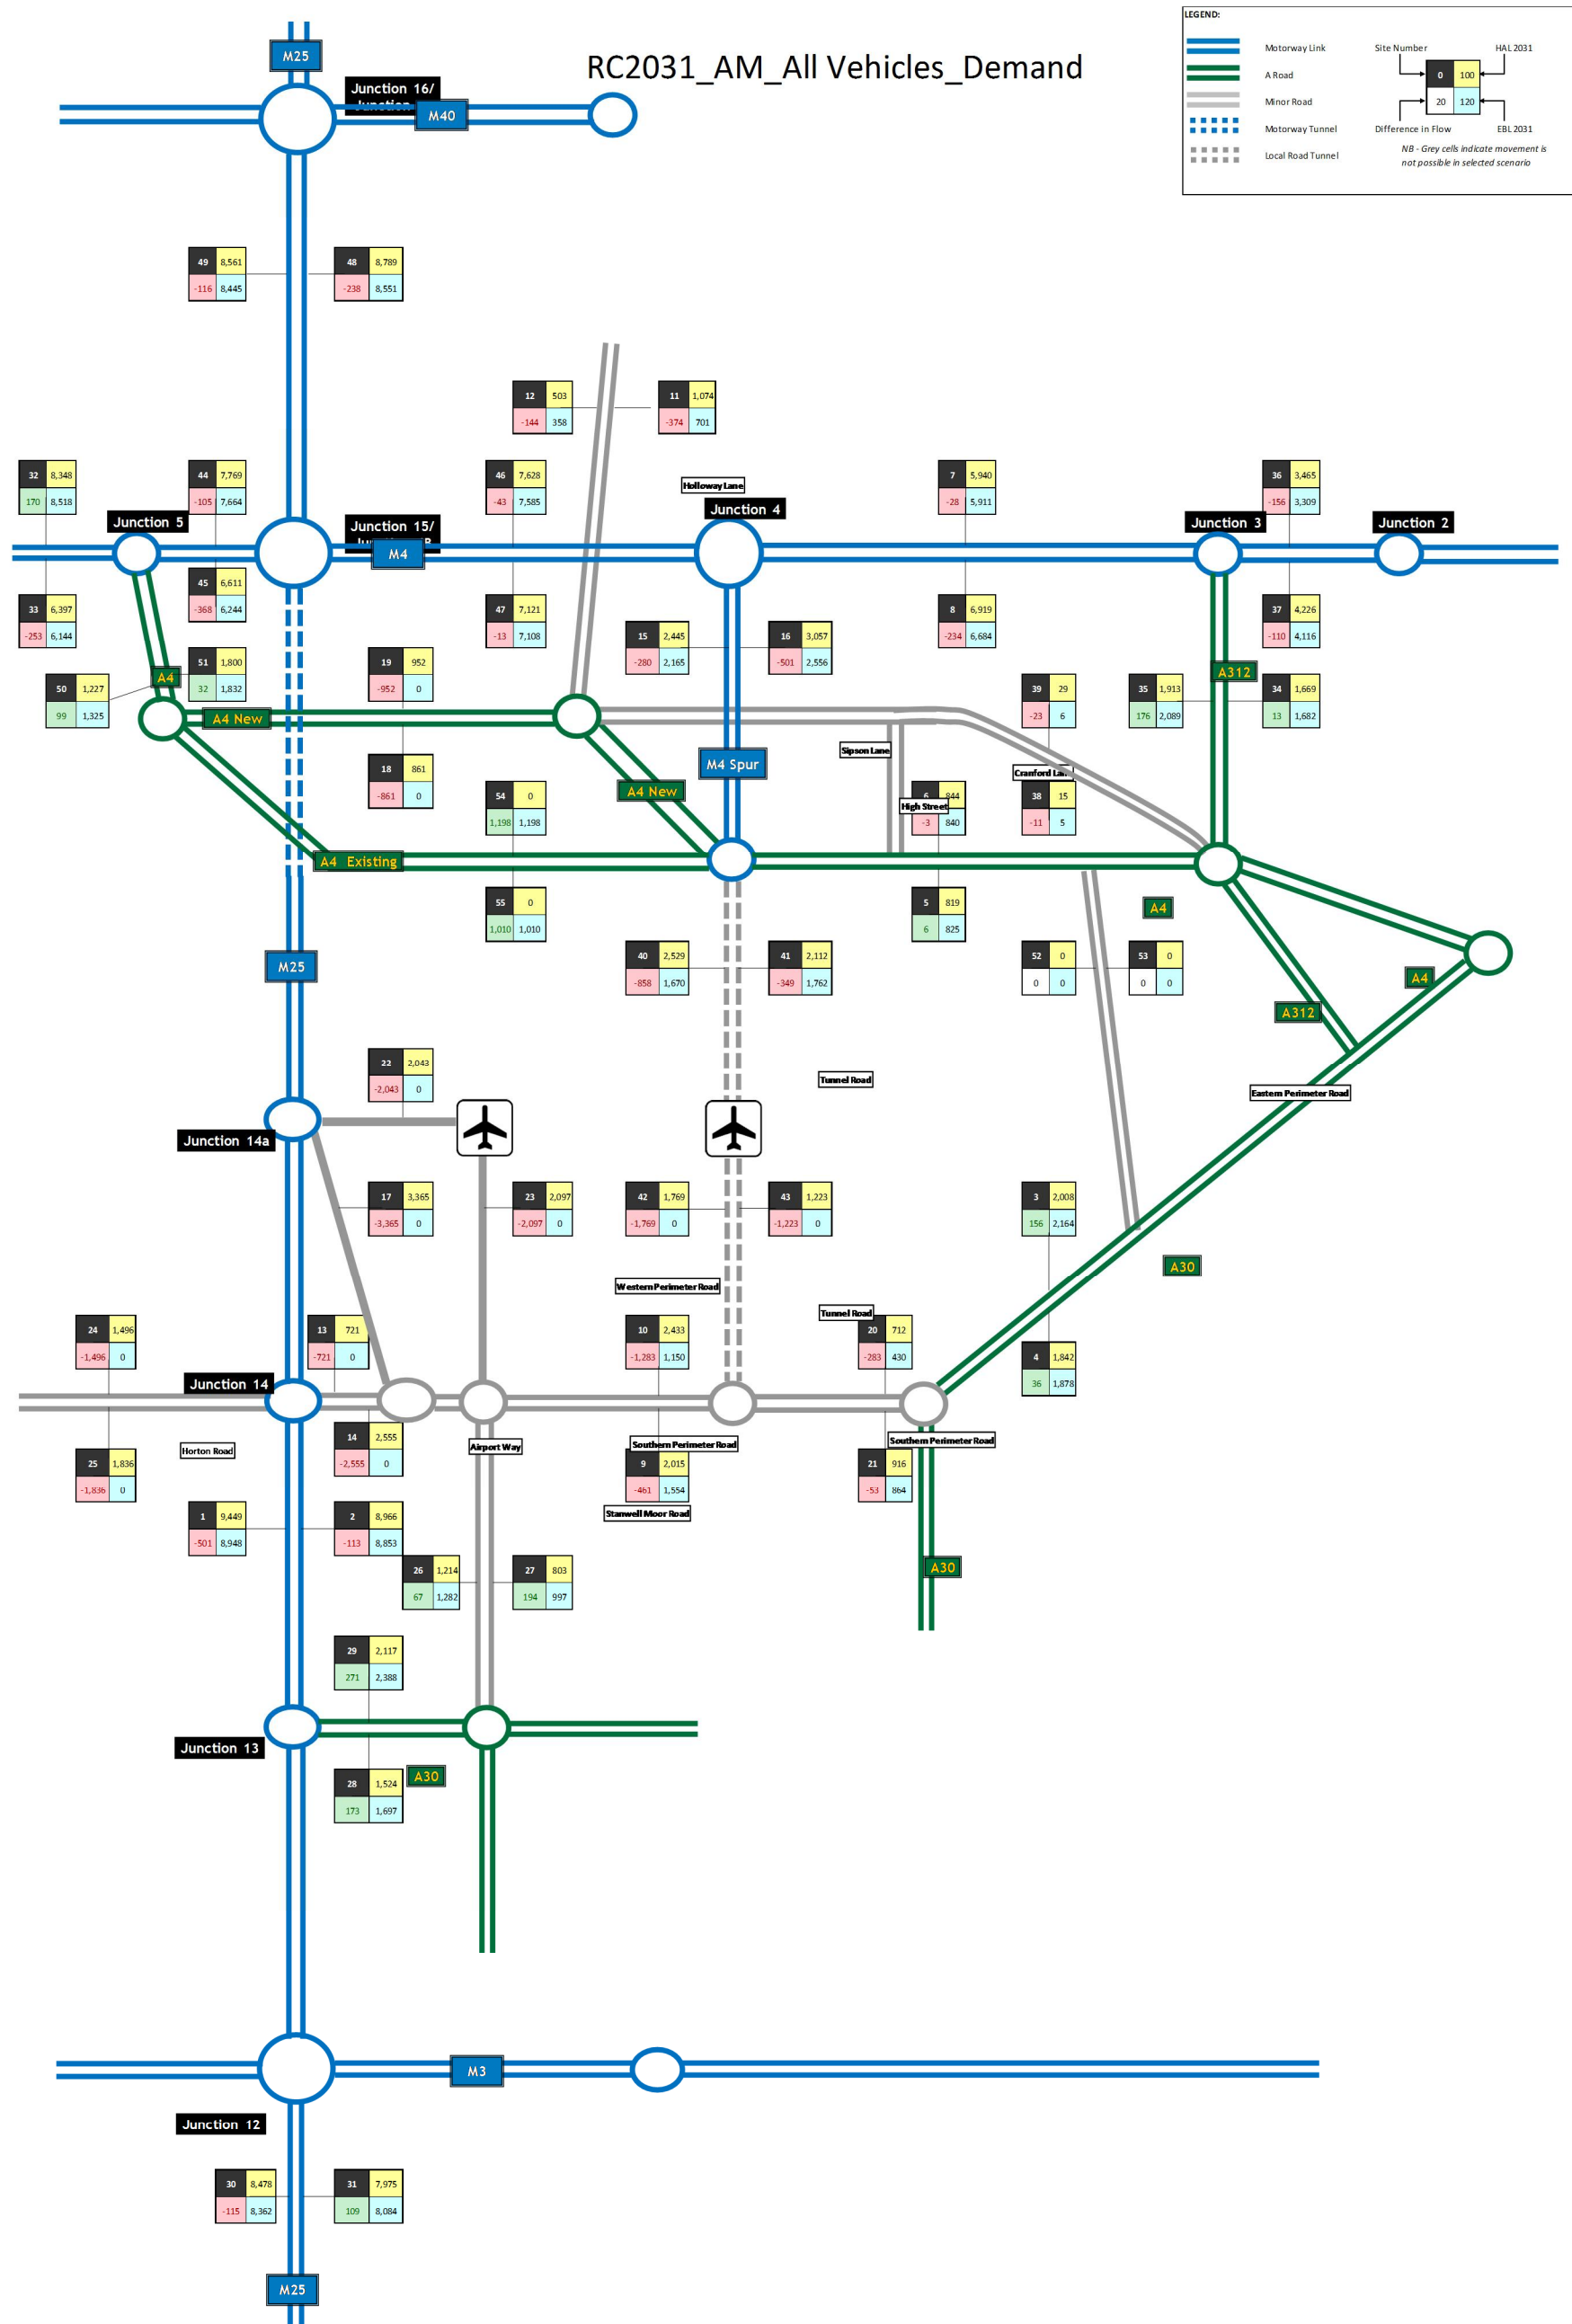 RC2031_AM_All Vehicles_Demand
LEGEND:
Motorway Link
A Road
Minor Road
Motorway Tunnel
Local Road Tunnel
Site Number
HAL 2031
0 100
20 120
Difference in Flow
EBL 2031
NB - Grey cells indicate movement is
not possible in selected scenario
M25
Junction 16/
M40
49 8,561
-116 8,445
48 8,789
-238 8,551
12 503
-144 358
11 1,074
-374 701
32 8,348
170 8,518
44 7,769
-105 7,664
46 7,628
-43 7,585
Holloway Lane
7 5,940
-28 5,911
36 3,465
-156 3,309
Junction 5
Junction 15/
M4
Junction 4
Junction 3
Junction 2
33 6,397
-253 6,144
45 6,611
-368 6,244
47 7,121
-13 7,108
15 2,445
-280 2,165
16 3,057
-501 2,556
8 6,919
-234 6,684
37 4,226
-110 4,116
50 1,227
99 1,325
A4
51 1,800
32 1,832
19 952
-952 0
39 29
-23 6
35 1,913
176 2,089
A312
34 1,669
13 1,682
A4 New
Sipson Lane
M4 Spur
18 861
-861 0
54 0
1,198 1,198
A4 New
High Street
6 844
-3 840
38 15
-11 5
A4 Existing
55 0
1,010 1,010
5 819
6 825
A4
M25
40 2,529
-858 1,670
41 2,112
-349 1,762
52 0
0 0
53 0
0 0
A4
A312
22 2,043
-2,043 0
Tunnel Road
Eastern Perimeter Road
Junction 14a
17 3,365
-3,365 0
23 2,097
-2,097 0
42 1,769
-1,769 0
43 1,223
-1,223 0
3 2,008
156 2,164
A30
Western Perimeter Road
Tunnel Road
24 1,496
-1,496 0
13 721
-721 0
10 2,433
-1,283 1,150
20 712
-283 430
4 1,842
36 1,878
Junction 14
Horton Road
14 2,555
-2,555 0
Airport Way
Southern Perimeter Road
Southern Perimeter Road
25 1,836
-1,836 0
9 2,015
-461 1,554
21 916
-53 864
Stanwell Moor Road
1 9,449
-501 8,948
2 8,966
-113 8,853
26 1,214
67 1,282
27 803
194 997
A30
29 2,117
271 2,388
Junction 13
28 1,524
173 1,697
A30
M3
Junction 12
30 8,478
-115 8,362
31 7,975
109 8,084
M25